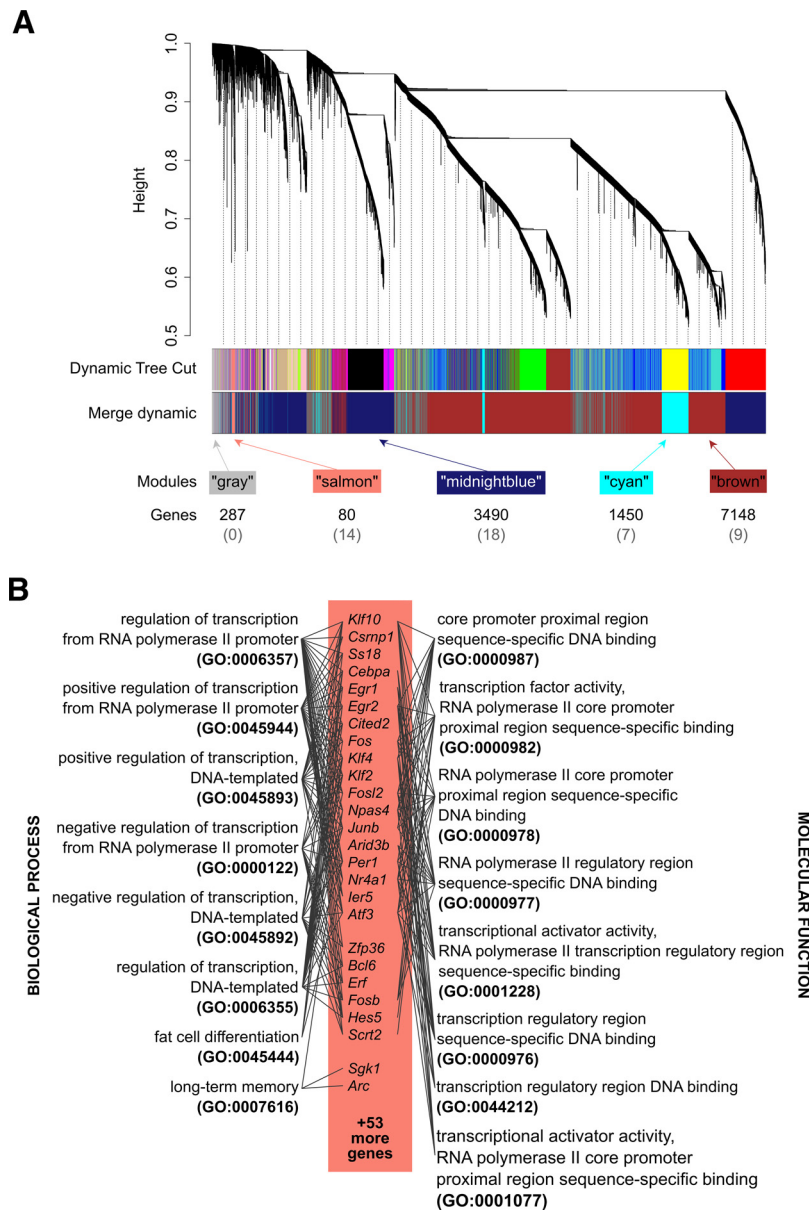 A
Height
1.0
0.9
0.8
0.7
0.6
0.5
Dynamic Tree Cut
Merge dynamic
Modules "gray" "salmon" "midnightblue" "cyan" "brown"
Genes 287 80 3490 1450 7148
(0) (14) (18) (7) (9)
B
BIOLOGICAL PROCESS
regulation of transcription
from RNA polymerase II promoter
(GO:0006357)
positive regulation of transcription
from RNA polymerase II promoter
(GO:0045944)
positive regulation of transcription,
DNA-templated
(GO:0045893)
negative regulation of transcription
from RNA polymerase II promoter
(GO:0000122)
negative regulation of transcription,
DNA-templated
(GO:0045892)
regulation of transcription,
DNA-templated
(GO:0006355)
fat cell differentiation
(GO:0045444)
long-term memory
(GO:0007616)
Klf10
Csrnp1
Ss18
Cebpa
Egr1
Egr2
Cited2
Fos
Klf4
Klf2
Fosl2
Npas4
Junb
Arid3b
Per1
Nr4a1
Ier5
Atf3
Zfp36
Bcl6
Erf
Fosb
Hes5
Scrt2
Sgk1
Arc
+53
more
genes
core promoter proximal region
sequence-specific DNA binding
(GO:0000987)
transcription factor activity,
RNA polymerase II core promoter
proximal region sequence-specific binding
(GO:0000982)
RNA polymerase II core promoter
proximal region sequence-specific
DNA binding
(GO:0000978)
RNA polymerase II regulatory region
sequence-specific DNA binding
(GO:0000977)
transcriptional activator activity,
RNA polymerase II transcription regulatory region
sequence-specific binding
(GO:0001228)
transcription regulatory region
sequence-specific DNA binding
(GO:0000976)
transcription regulatory region DNA binding
(GO:0044212)
transcriptional activator activity,
RNA polymerase II core promoter
proximal region sequence-specific binding
(GO:0001077)
MOLECULAR FUNCTION